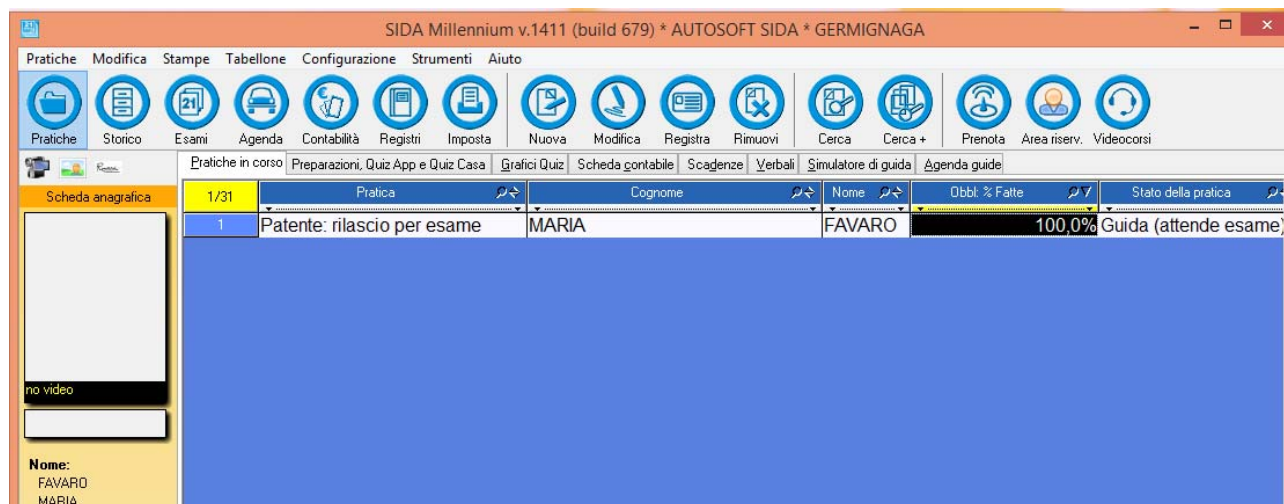 SIDA Millennium v.1411 (build 679) * AUTOSOFT SIDA * GERMIGNAGA
Pratiche Modifica Stampe Tabellone Configurazione Strumenti Aiuto
21
Pratiche Storico Esami Agenda Contabilità Registri Imposta Nuova Modifica Registra Rimuovi Cerca Cerca + Prenota Area riserv. Videocorsi
Pratiche in corso Preparazioni, Quiz App e Quiz Casa Grafici Quiz Scheda contabile Scadenze Verbali Simulatore di guida Agenda guide
Scheda anagrafica 1/31 Pratica Cognome Nome Obbl: % Fatte Stato della pratica
1 Patente: rilascio per esame MARIA FAVARO 100,0% Guida (attende esame)
no video
Nome:
FAVARO
MARIA